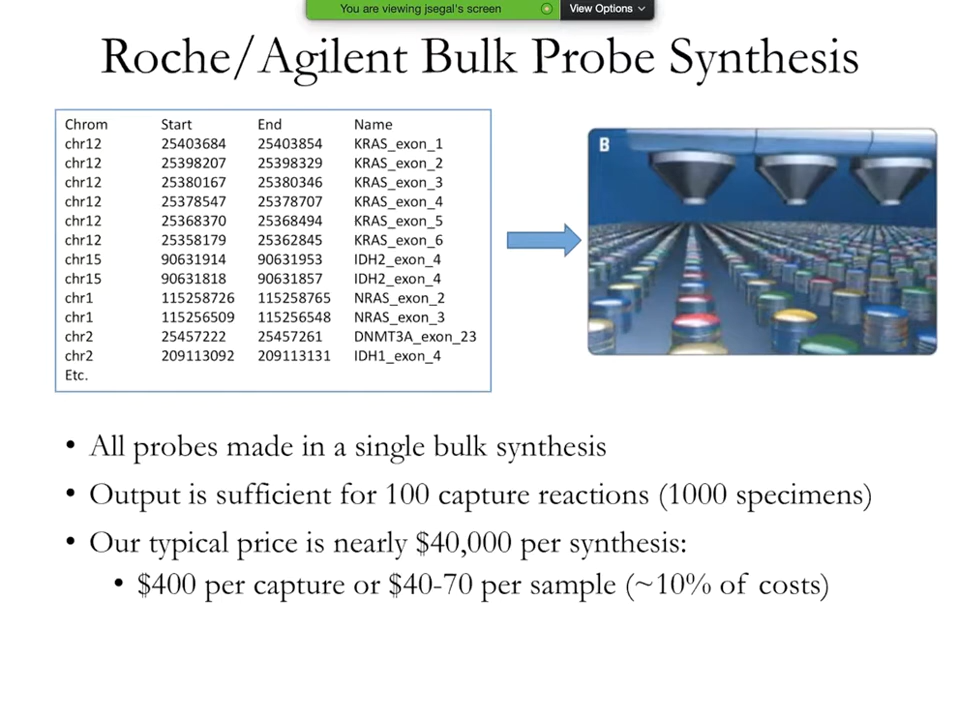 You are viewing jsegal's screen
View Options
Roche/Agilent Bulk Probe Synthesis
Chrom Start End Name
chr12 25403684 25403854 KRAS_exon_1
chr12 25398207 25398329 KRAS_exon_2
chr12 25380167 25380346 KRAS_exon_3
chr12 25378547 25378707 KRAS_exon_4
chr12 25368370 25368494 KRAS_exon_5
chr12 25358179 25362845 KRAS_exon_6
chr15 90631914 90631953 IDH2_exon_4
chr15 90631818 90631857 IDH2_exon_4
chr1 115258726 115258765 NRAS_exon_2
chr1 115256509 115256548 NRAS_exon_3
chr2 25457222 25457261 DNMT3A_exon_23
chr2 209113092 209113131 IDH1_exon_4
Etc.
B
• All probes made in a single bulk synthesis
• Output is sufficient for 100 capture reactions (1000 specimens)
• Our typical price is nearly $40,000 per synthesis:
• $400 per capture or $40-70 per sample (~10% of costs)